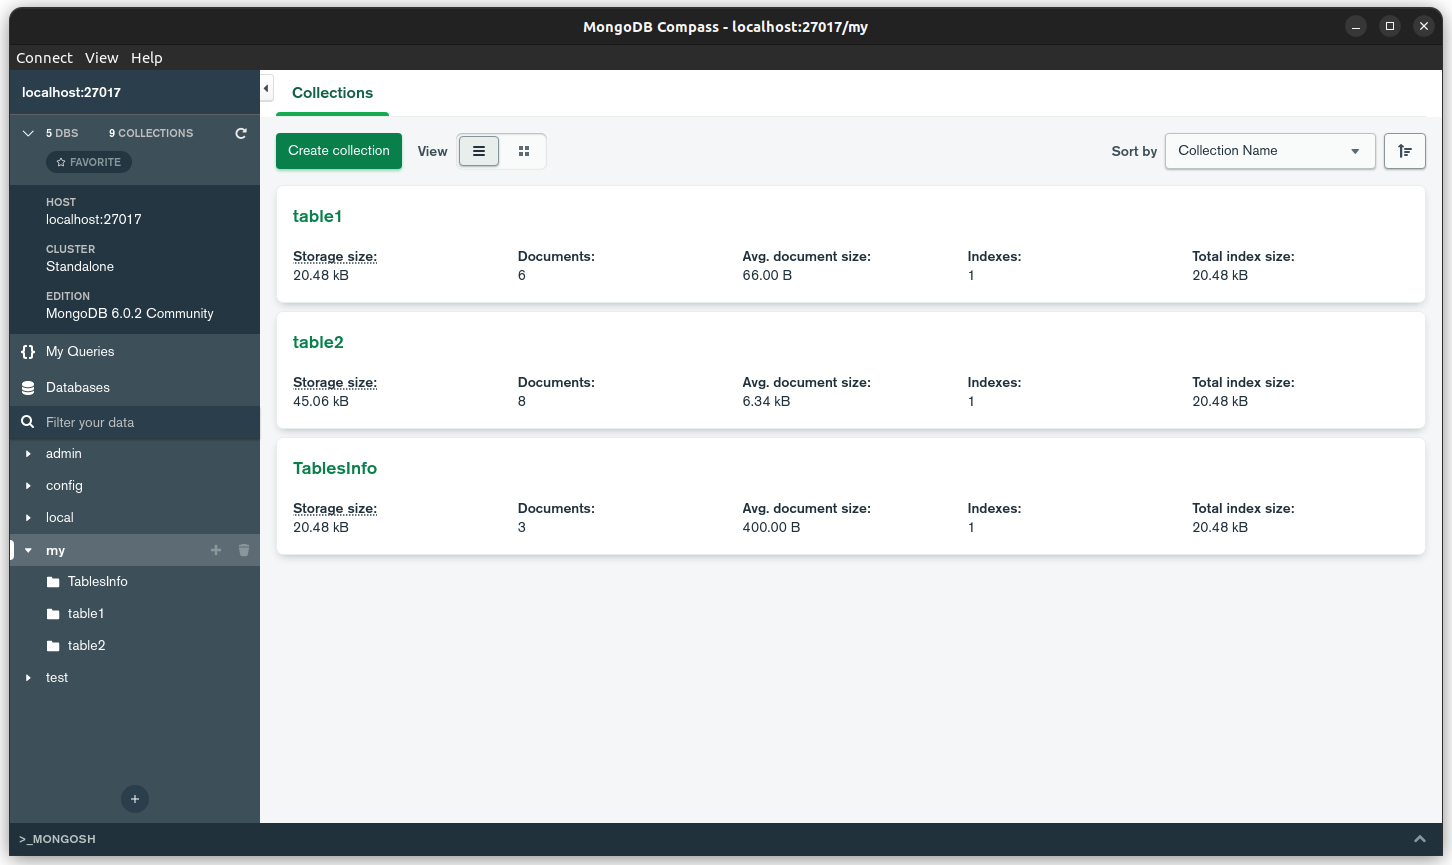 MongoDB Compass - localhost:27017/my
Connect View Help
localhost:27017
5 DBS 9 COLLECTIONS
FAVORITE
HOST
localhost:27017
CLUSTER
Standalone
EDITION
MongoDB 6.0.2 Community
{} My Queries
Databases
Filter your data
admin
config
local
my
TablesInfo
table1
table2
test
+
Collections
Create collection View Sort by Collection Name
table1
Storage size: Documents: Avg. document size: Indexes: Total index size:
20.48 kB 6 66.00 B 1 20.48 kB
table2
Storage size: Documents: Avg. document size: Indexes: Total index size:
45.06 kB 8 6.34 kB 1 20.48 kB
TablesInfo
Storage size: Documents: Avg. document size: Indexes: Total index size:
20.48 kB 3 400.00 B 1 20.48 kB
>_MONGOSH